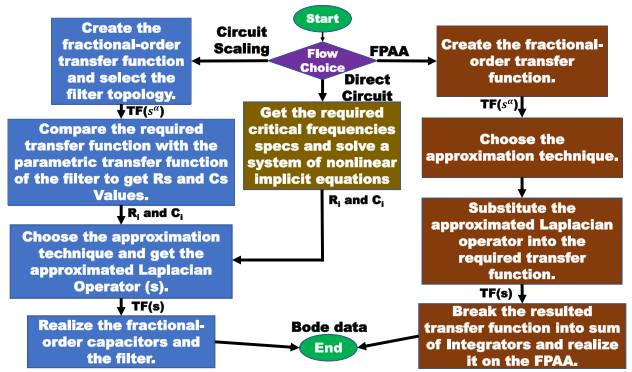 Start
Flow
Choice
Circuit
Scaling
FPAA
Direct
Circuit
Create the
fractional-order
transfer function
and select the
filter topology.
TF(s^α)
Compare the required
transfer function with the
parametric transfer function
of the filter to get Rs and Cs
Values.
R_i and C_i
Choose the approximation
technique and get the
approximated Laplacian
Operator (s).
TF(s)
Realize the fractional-
order capacitors and
the filter.
Get the required
critical frequencies
specs and solve a
system of nonlinear
implicit equations
R_i and C_i
Create the fractional-
order transfer
function.
TF(s^α)
Choose the
approximation technique.
Substitute the
approximated Laplacian
operator into the
required transfer
function.
TF(s)
Break the resulted
transfer function into sum
of Integrators and realize
it on the FPAA.
Bode data
End